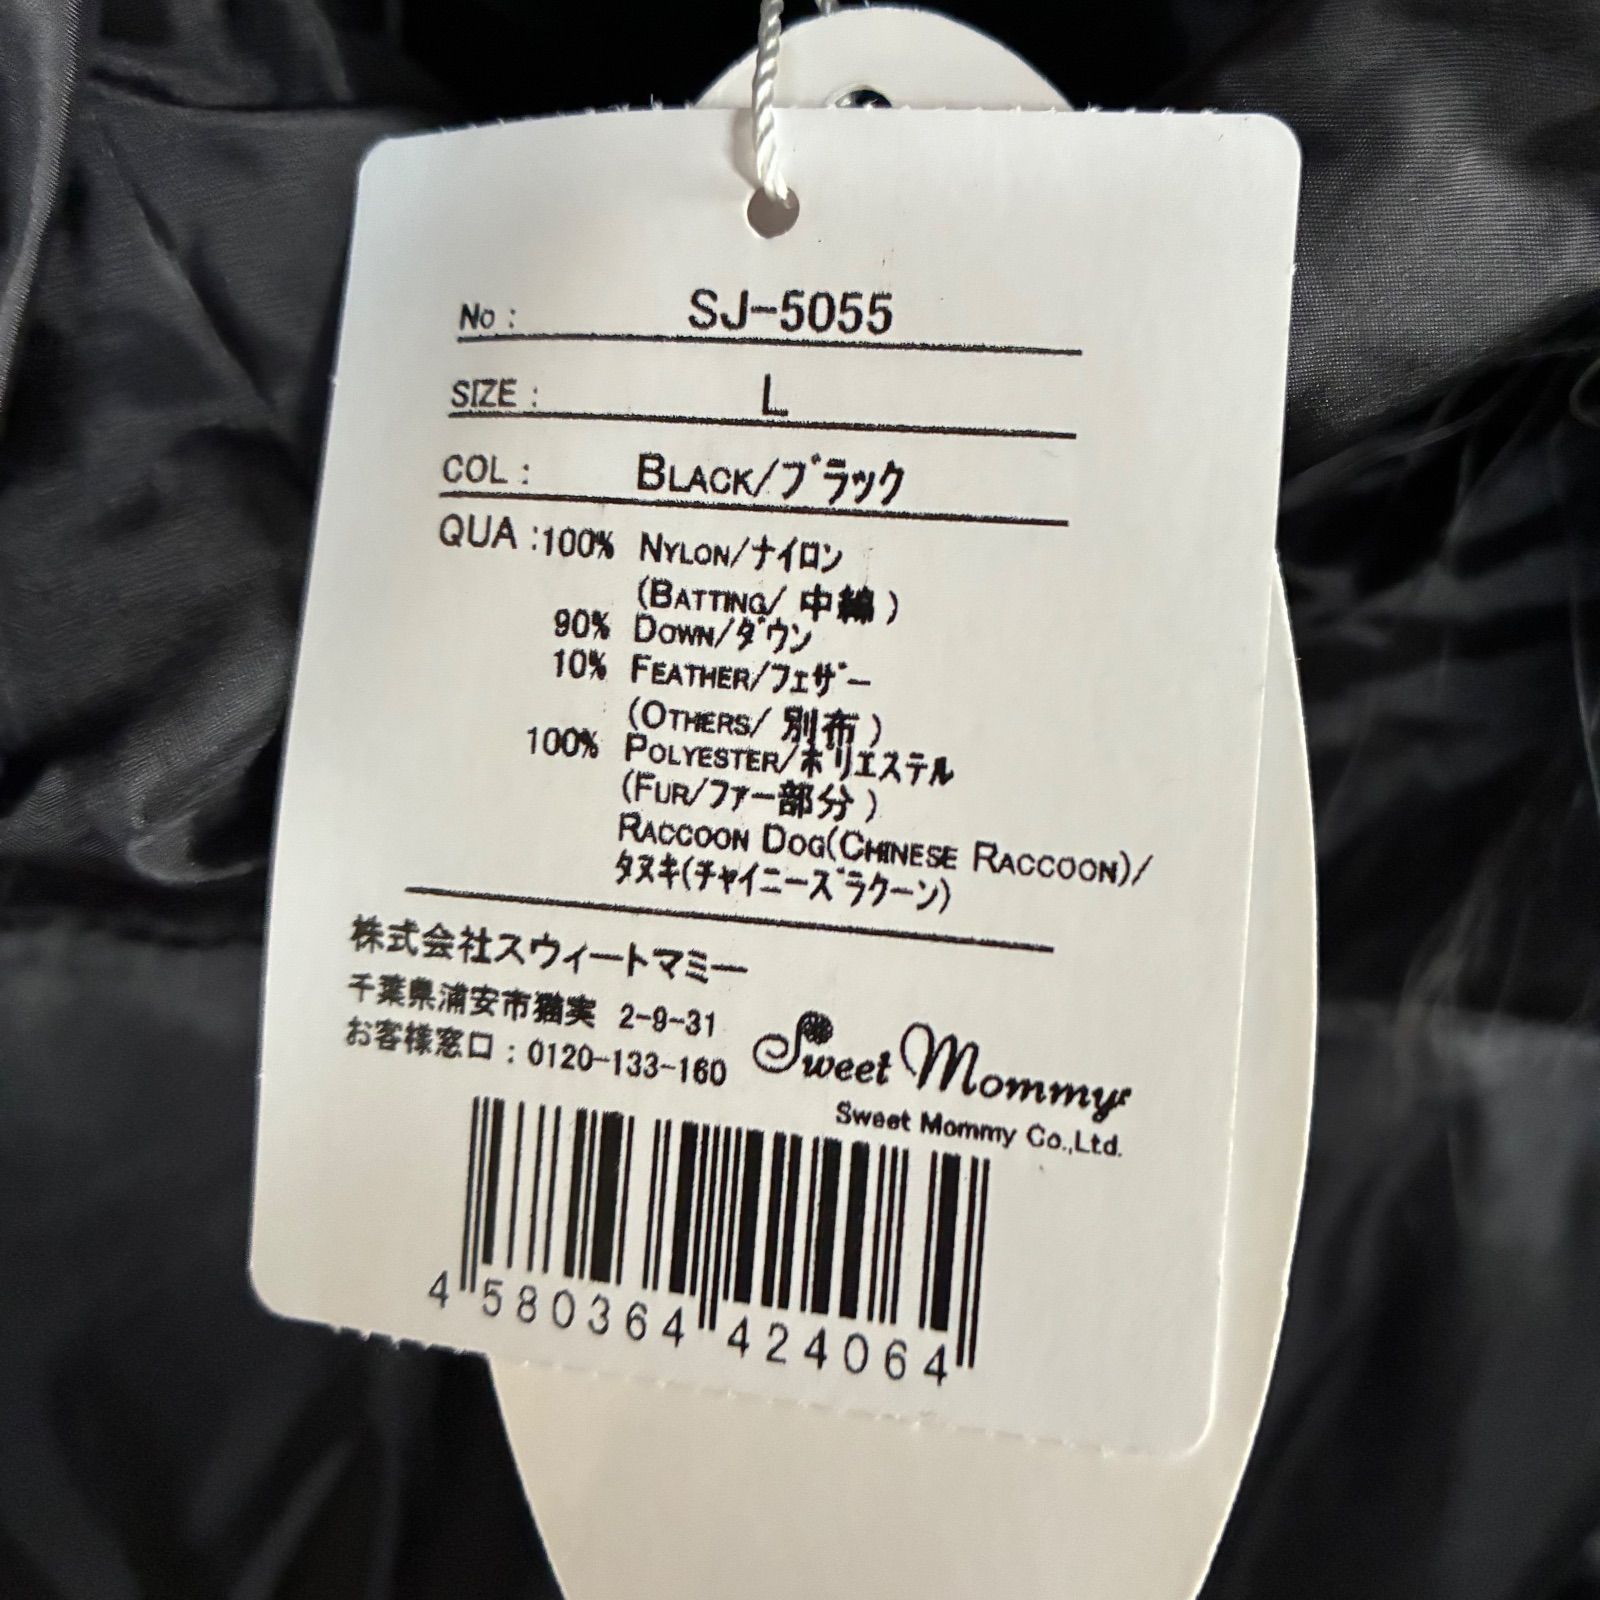 No : SJ-5055
SIZE : L
COL : BLACK/ブラック
QUA :100% NYLON/ナイロン
(BATTING/ 中綿 )
90% DOWN/ダウン
10% FEATHER/フェザー
(OTHERS/ 別布 )
100% POLYESTER/ポリエステル
(FUR/ファー部分 )
RACCOON DOG(CHINESE RACCOON)/
タヌキ(チャイニーズラクーン)
株式会社スウィートマミー
千葉県浦安市猫実 2-9-31
お客様窓口 : 0120-133-160
Sweet Mommy
Sweet Mommy Co.,Ltd.
4 580364 424064